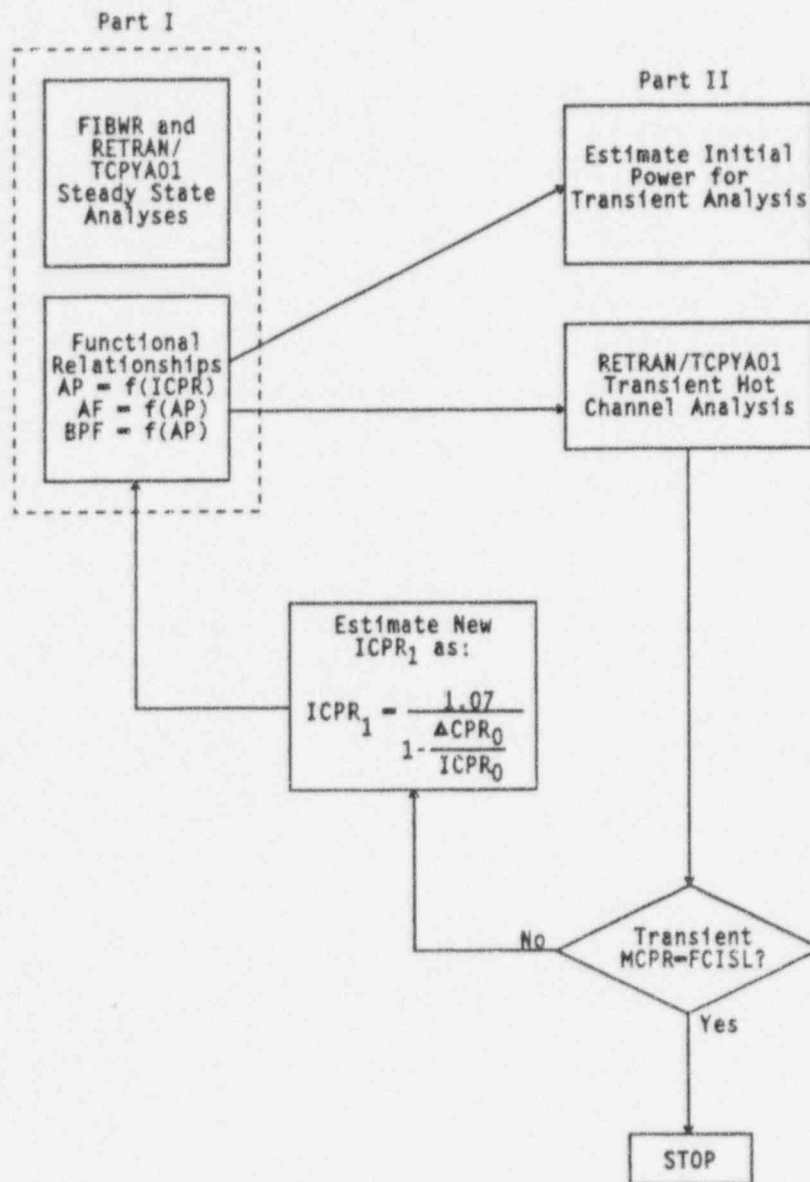 Part I
FIBWR and
RETRAN/
TCPYA01
Steady State
Analyses
Functional
Relationships
AP = f(ICPR)
AF = f(AP)
BPF = f(AP)
Part II
Estimate Initial
Power for
Transient Analysis
RETRAN/TCPYA01
Transient Hot
Channel Analysis
Estimate New
ICPR₁ as:
ICPR₁ = 1.07
1-ΔCPR₀
ICPR₀
No
Transient
MCPR=FCISL?
Yes
STOP